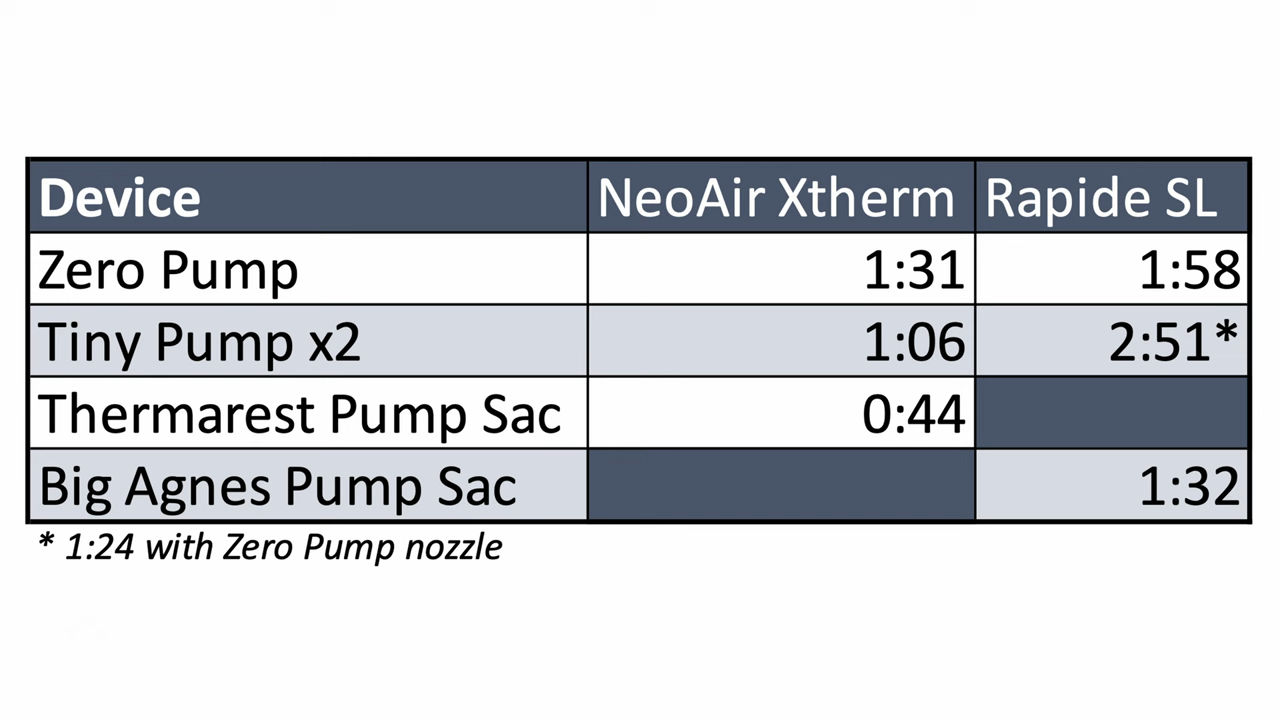 Device NeoAir Xtherm Rapide SL
Zero Pump 1:31 1:58
Tiny Pump x2 1:06 2:51*
Thermarest Pump Sac 0:44
Big Agnes Pump Sac 1:32
* 1:24 with Zero Pump nozzle